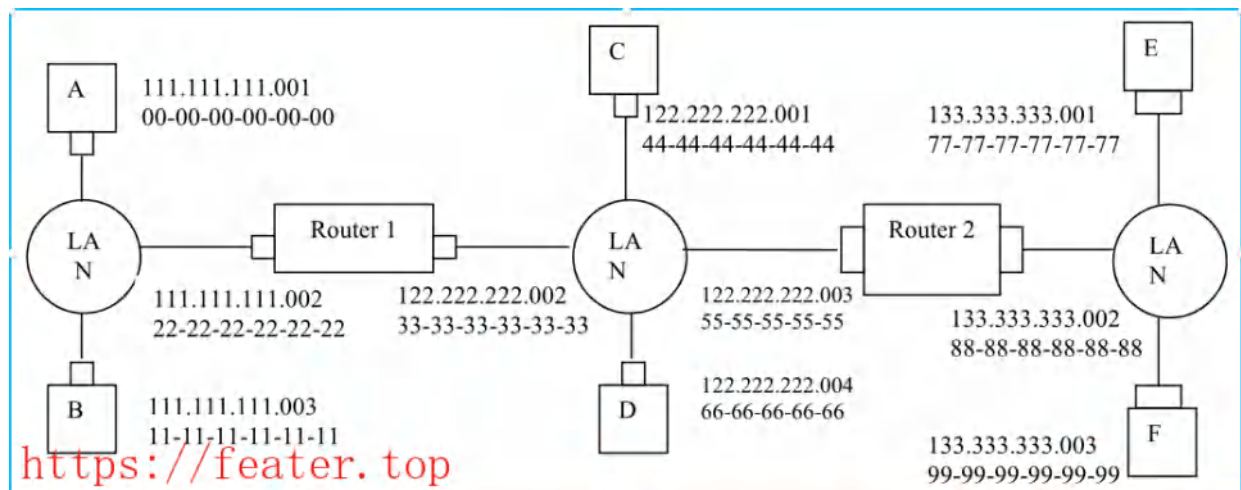 A
111.111.111.001
00-00-00-00-00-00
C
122.222.222.001
44-44-44-44-44-44
E
133.333.333.001
77-77-77-77-77-77
LA
N
Router 1
LA
N
Router 2
LA
N
111.111.111.002
22-22-22-22-22-22
122.222.222.002
33-33-33-33-33-33
122.222.222.003
55-55-55-55-55
133.333.333.002
88-88-88-88-88-88
B
111.111.111.003
11-11-11-11-11-11
D
122.222.222.004
66-66-66-66-66
F
133.333.333.003
99-99-99-99-99-99
https://feater.top